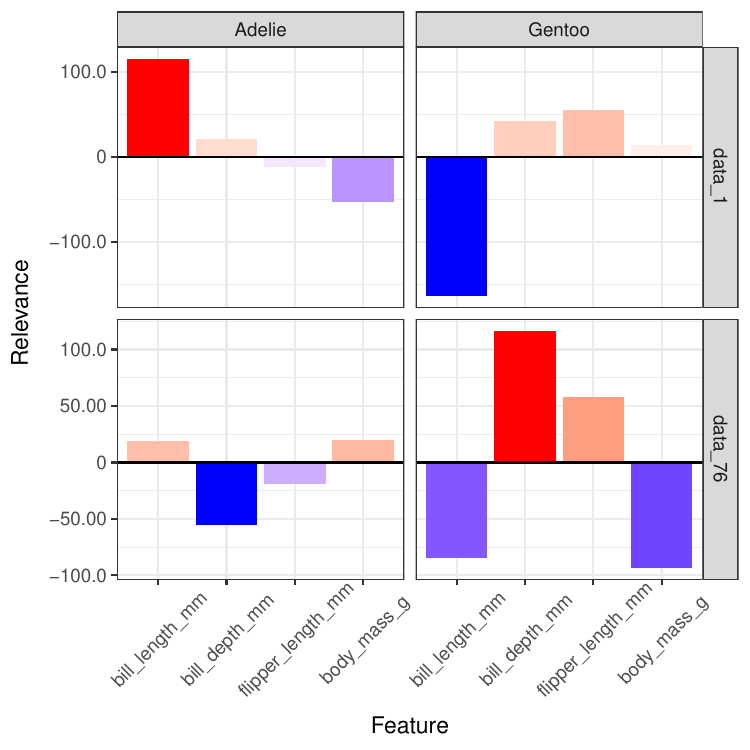 Adelie
Gentoo
100.0
0
−100.0
data_1
Relevance
100.0
50.00
0
−50.00
−100.0
data_76
bill_length_mm
bill_depth_mm
flipper_length_mm
body_mass_g
bill_length_mm
bill_depth_mm
flipper_length_mm
body_mass_g
Feature